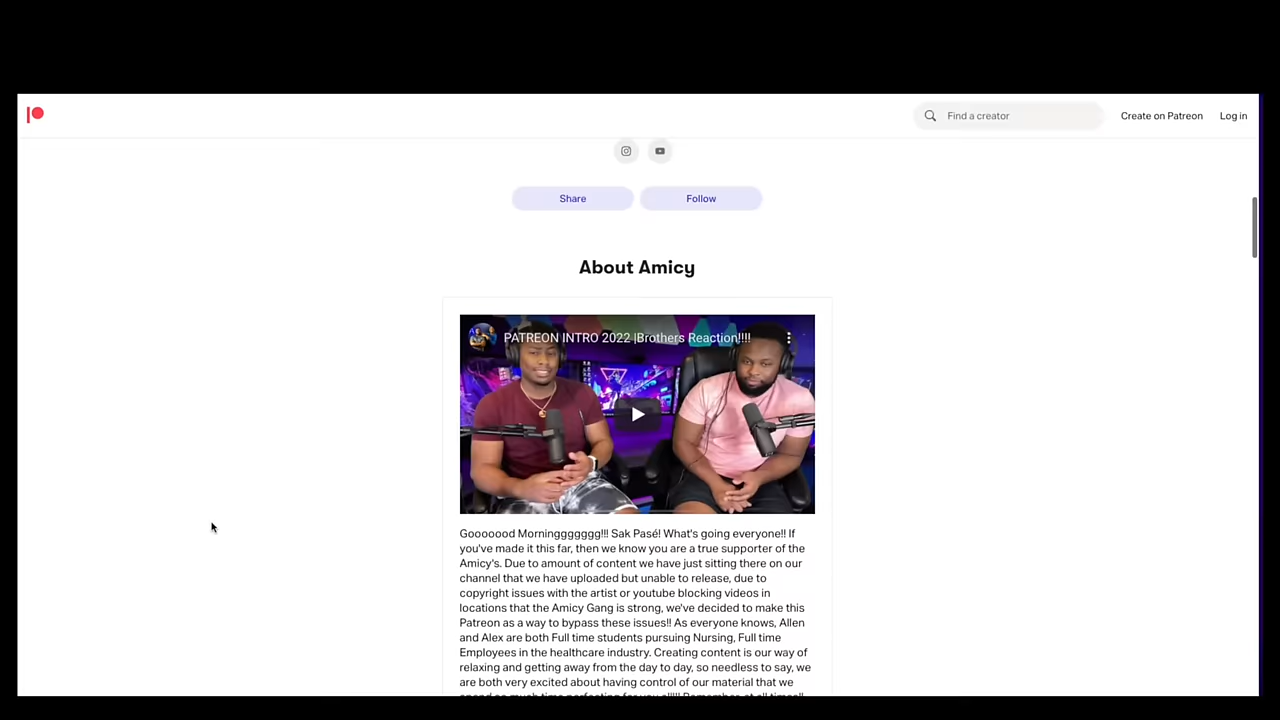 Find a creator
Create on Patreon
Log in
Share
Follow
About Amicy
PATREON INTRO 2022 |Brothers Reaction!!!!
Gooooood Morninggggggg!!! Sak Pasé! What's going everyone!! If
you've made it this far, then we know you are a true supporter of the
Amicy's. Due to amount of content we have just sitting there on our
channel that we have uploaded but unable to release, due to
copyright issues with the artist or youtube blocking videos in
locations that the Amicy Gang is strong, we've decided to make this
Patreon as a way to bypass these issues!! As everyone knows, Allen
and Alex are both Full time students pursuing Nursing, Full time
Employees in the healthcare industry. Creating content is our way of
relaxing and getting away from the day to day, so needless to say, we
are both very excited about having control of our material that we